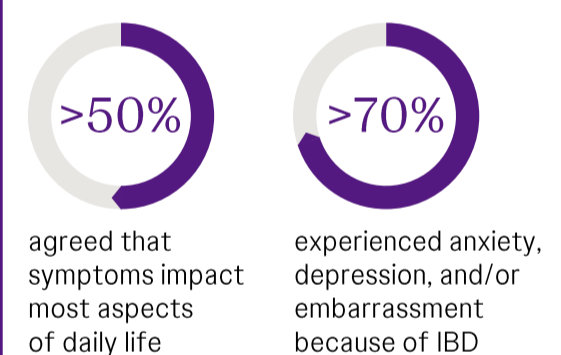 >50%
agreed that
symptoms impact
most aspects
of daily life
>70%
experienced anxiety,
depression, and/or
embarrassment
because of IBD